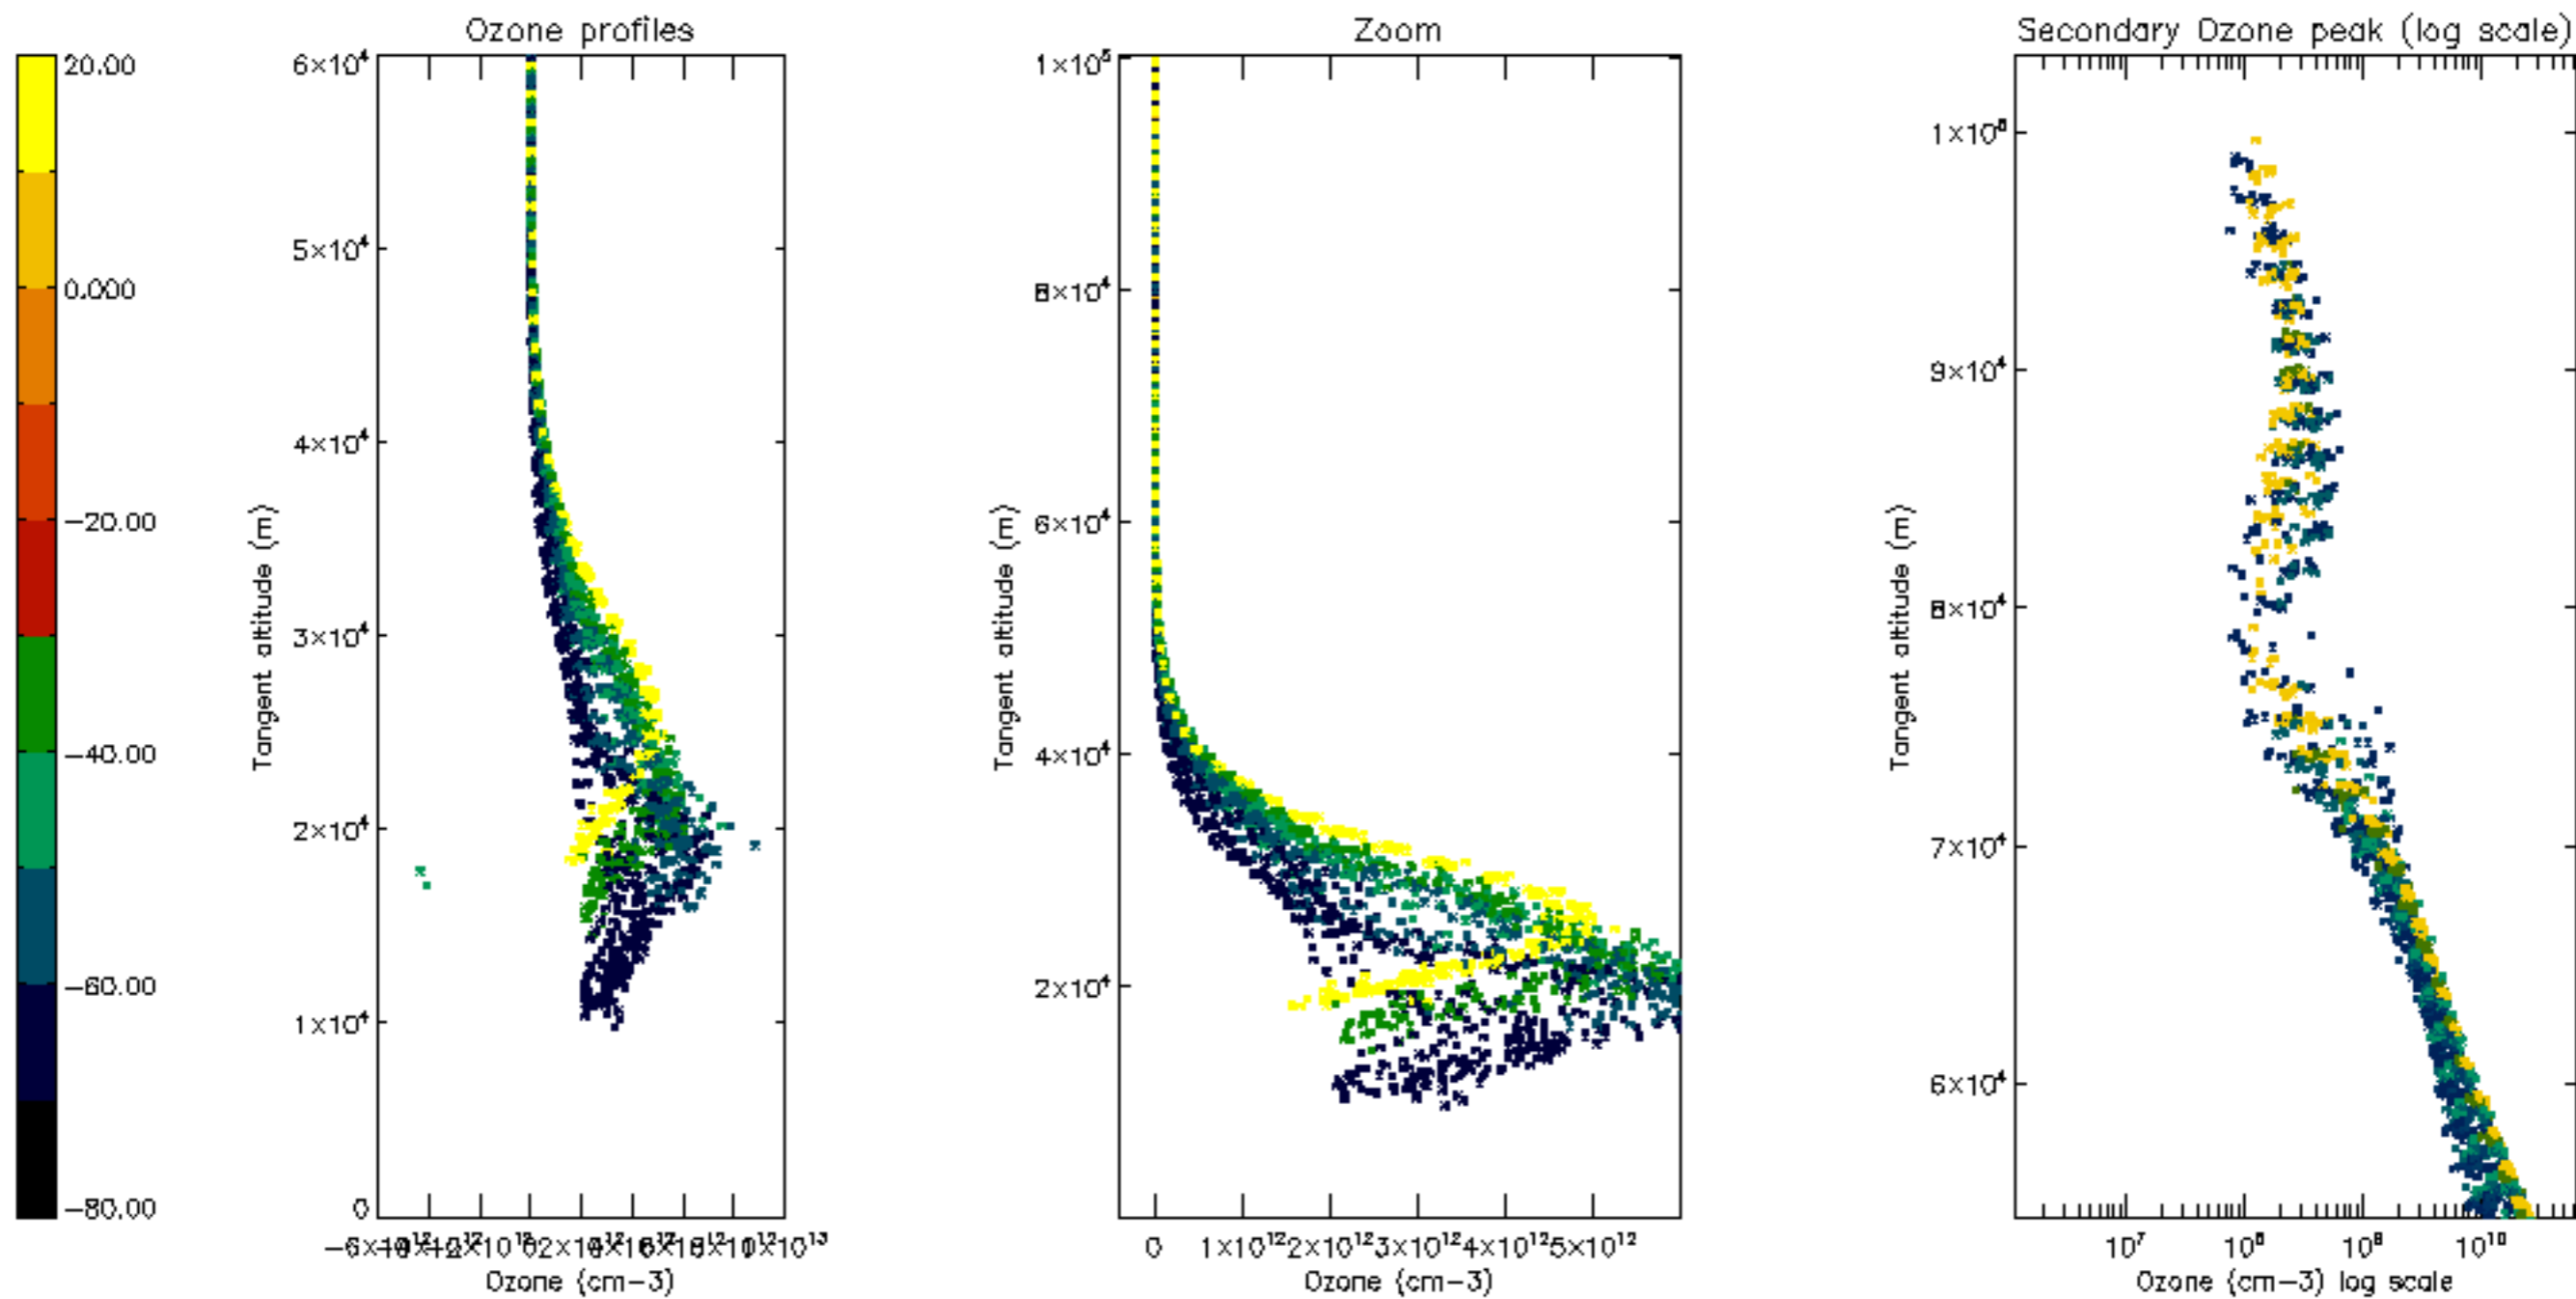 Ozone profiles
Zoom
Secondary Ozone peak (log scale)
20.00
0.000
−20.00
−40.00
−60.00
−80.00
6×10⁴
5×10⁴
4×10⁴
3×10⁴
2×10⁴
1×10⁴
0
Tangent altitude (m)
1×10¹³
Ozone (cm−3)
1×10⁵
8×10⁴
6×10⁴
4×10⁴
2×10⁴
Tangent altitude (m)
0 1×10¹² 2×10¹² 3×10¹² 4×10¹² 5×10¹²
Ozone (cm−3)
1×10⁵
9×10⁴
8×10⁴
7×10⁴
6×10⁴
Tangent altitude (m)
10⁷ 10⁸ 10⁹ 10¹⁰
Ozone (cm−3) log scale